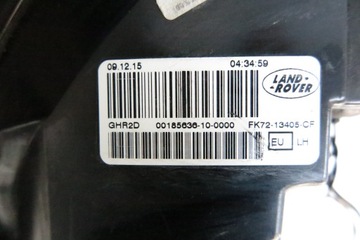 09.12.15 04:34:59
LAND-
-ROVER
GHR2D 00185636-10-0000 FK72-13405-CF
EU LH